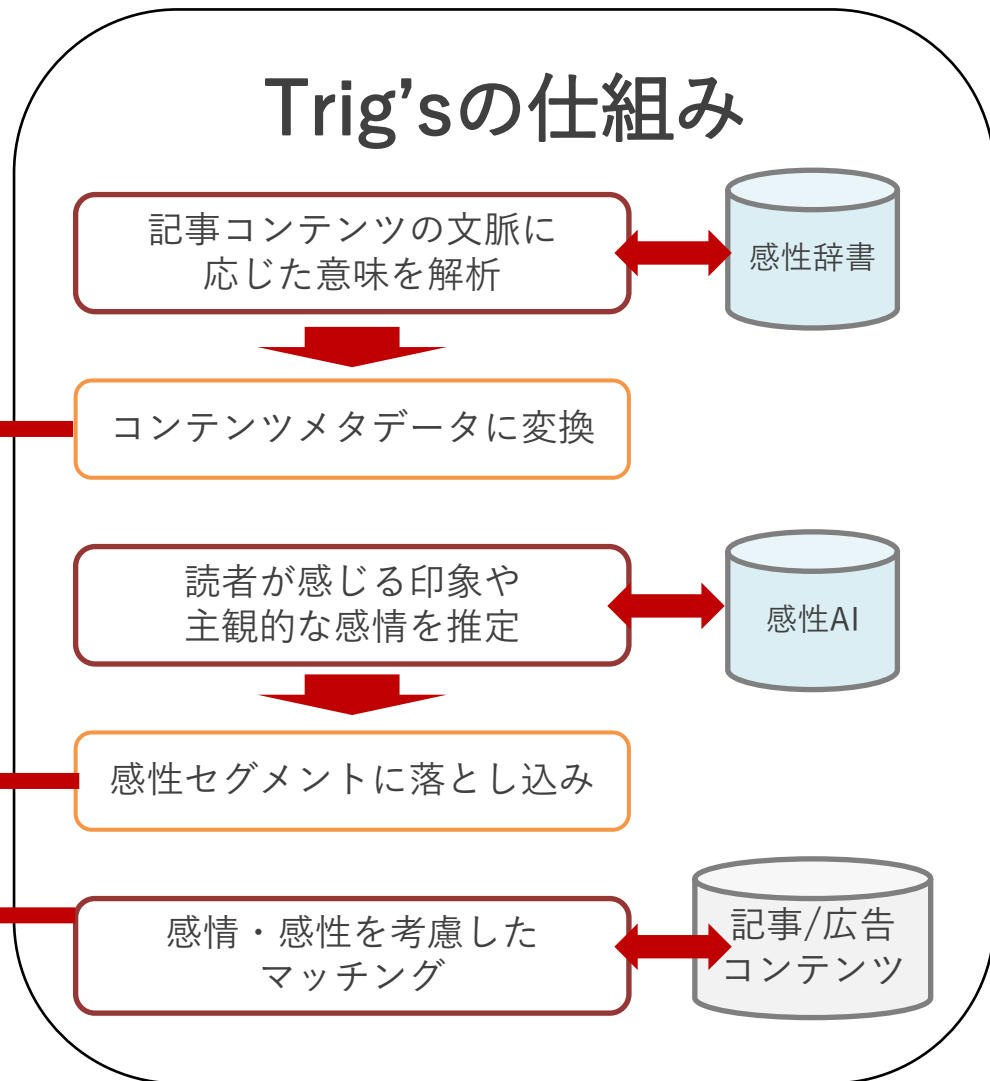 Trig’sの仕組み
記事コンテンツの文脈に
応じた意味を解析
感性辞書
コンテンツメタデータに変換
読者が感じる印象や
主観的な感情を推定
感性AI
感性セグメントに落とし込み
感情・感性を考慮した
マッチング
記事/広告
コンテンツ